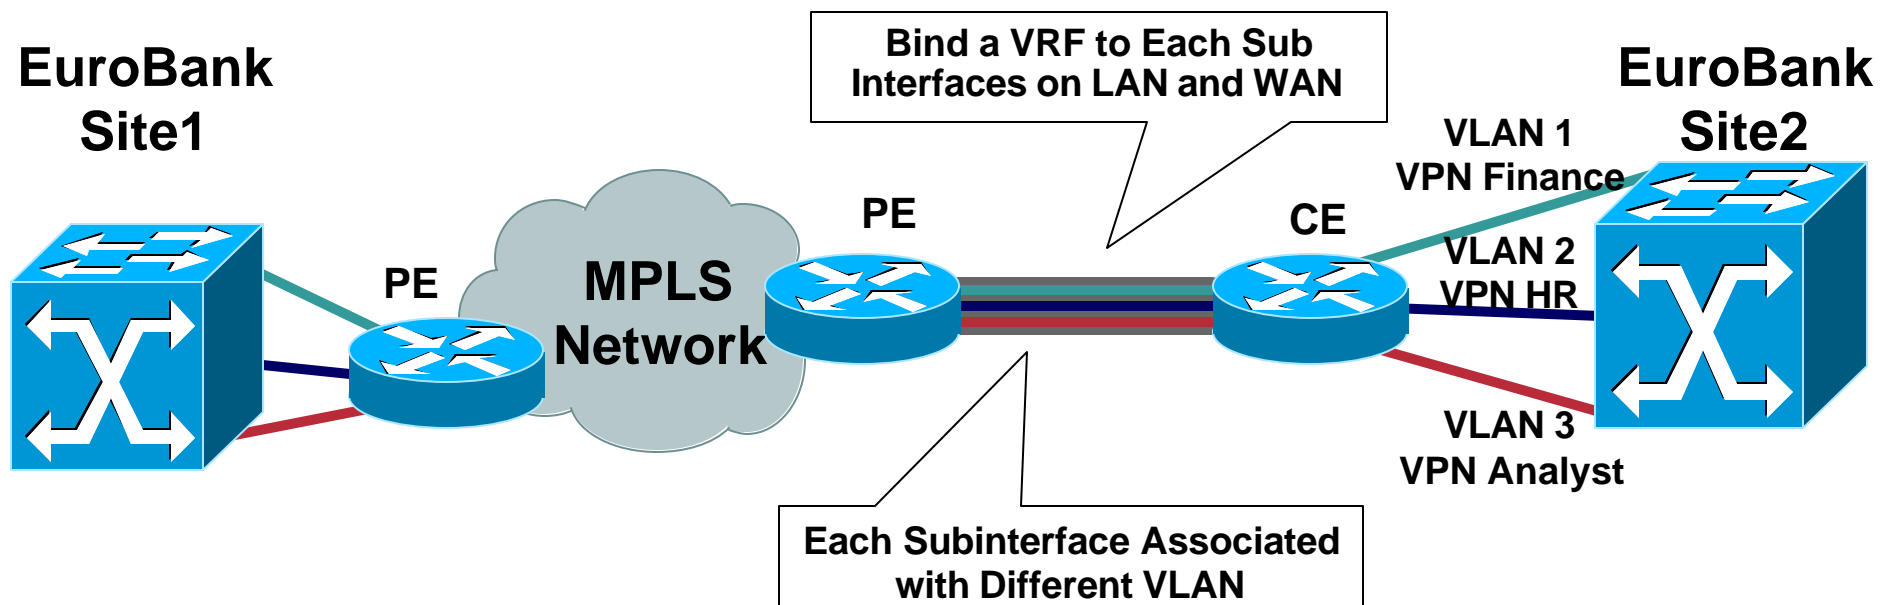 EuroBank
Site1
Bind a VRF to Each Sub
Interfaces on LAN and WAN
EuroBank
Site2
VLAN 1
VPN Finance
PE
CE
PE
MPLS
Network
VLAN 2
VPN HR
VLAN 3
VPN Analyst
Each Subinterface Associated
with Different VLAN